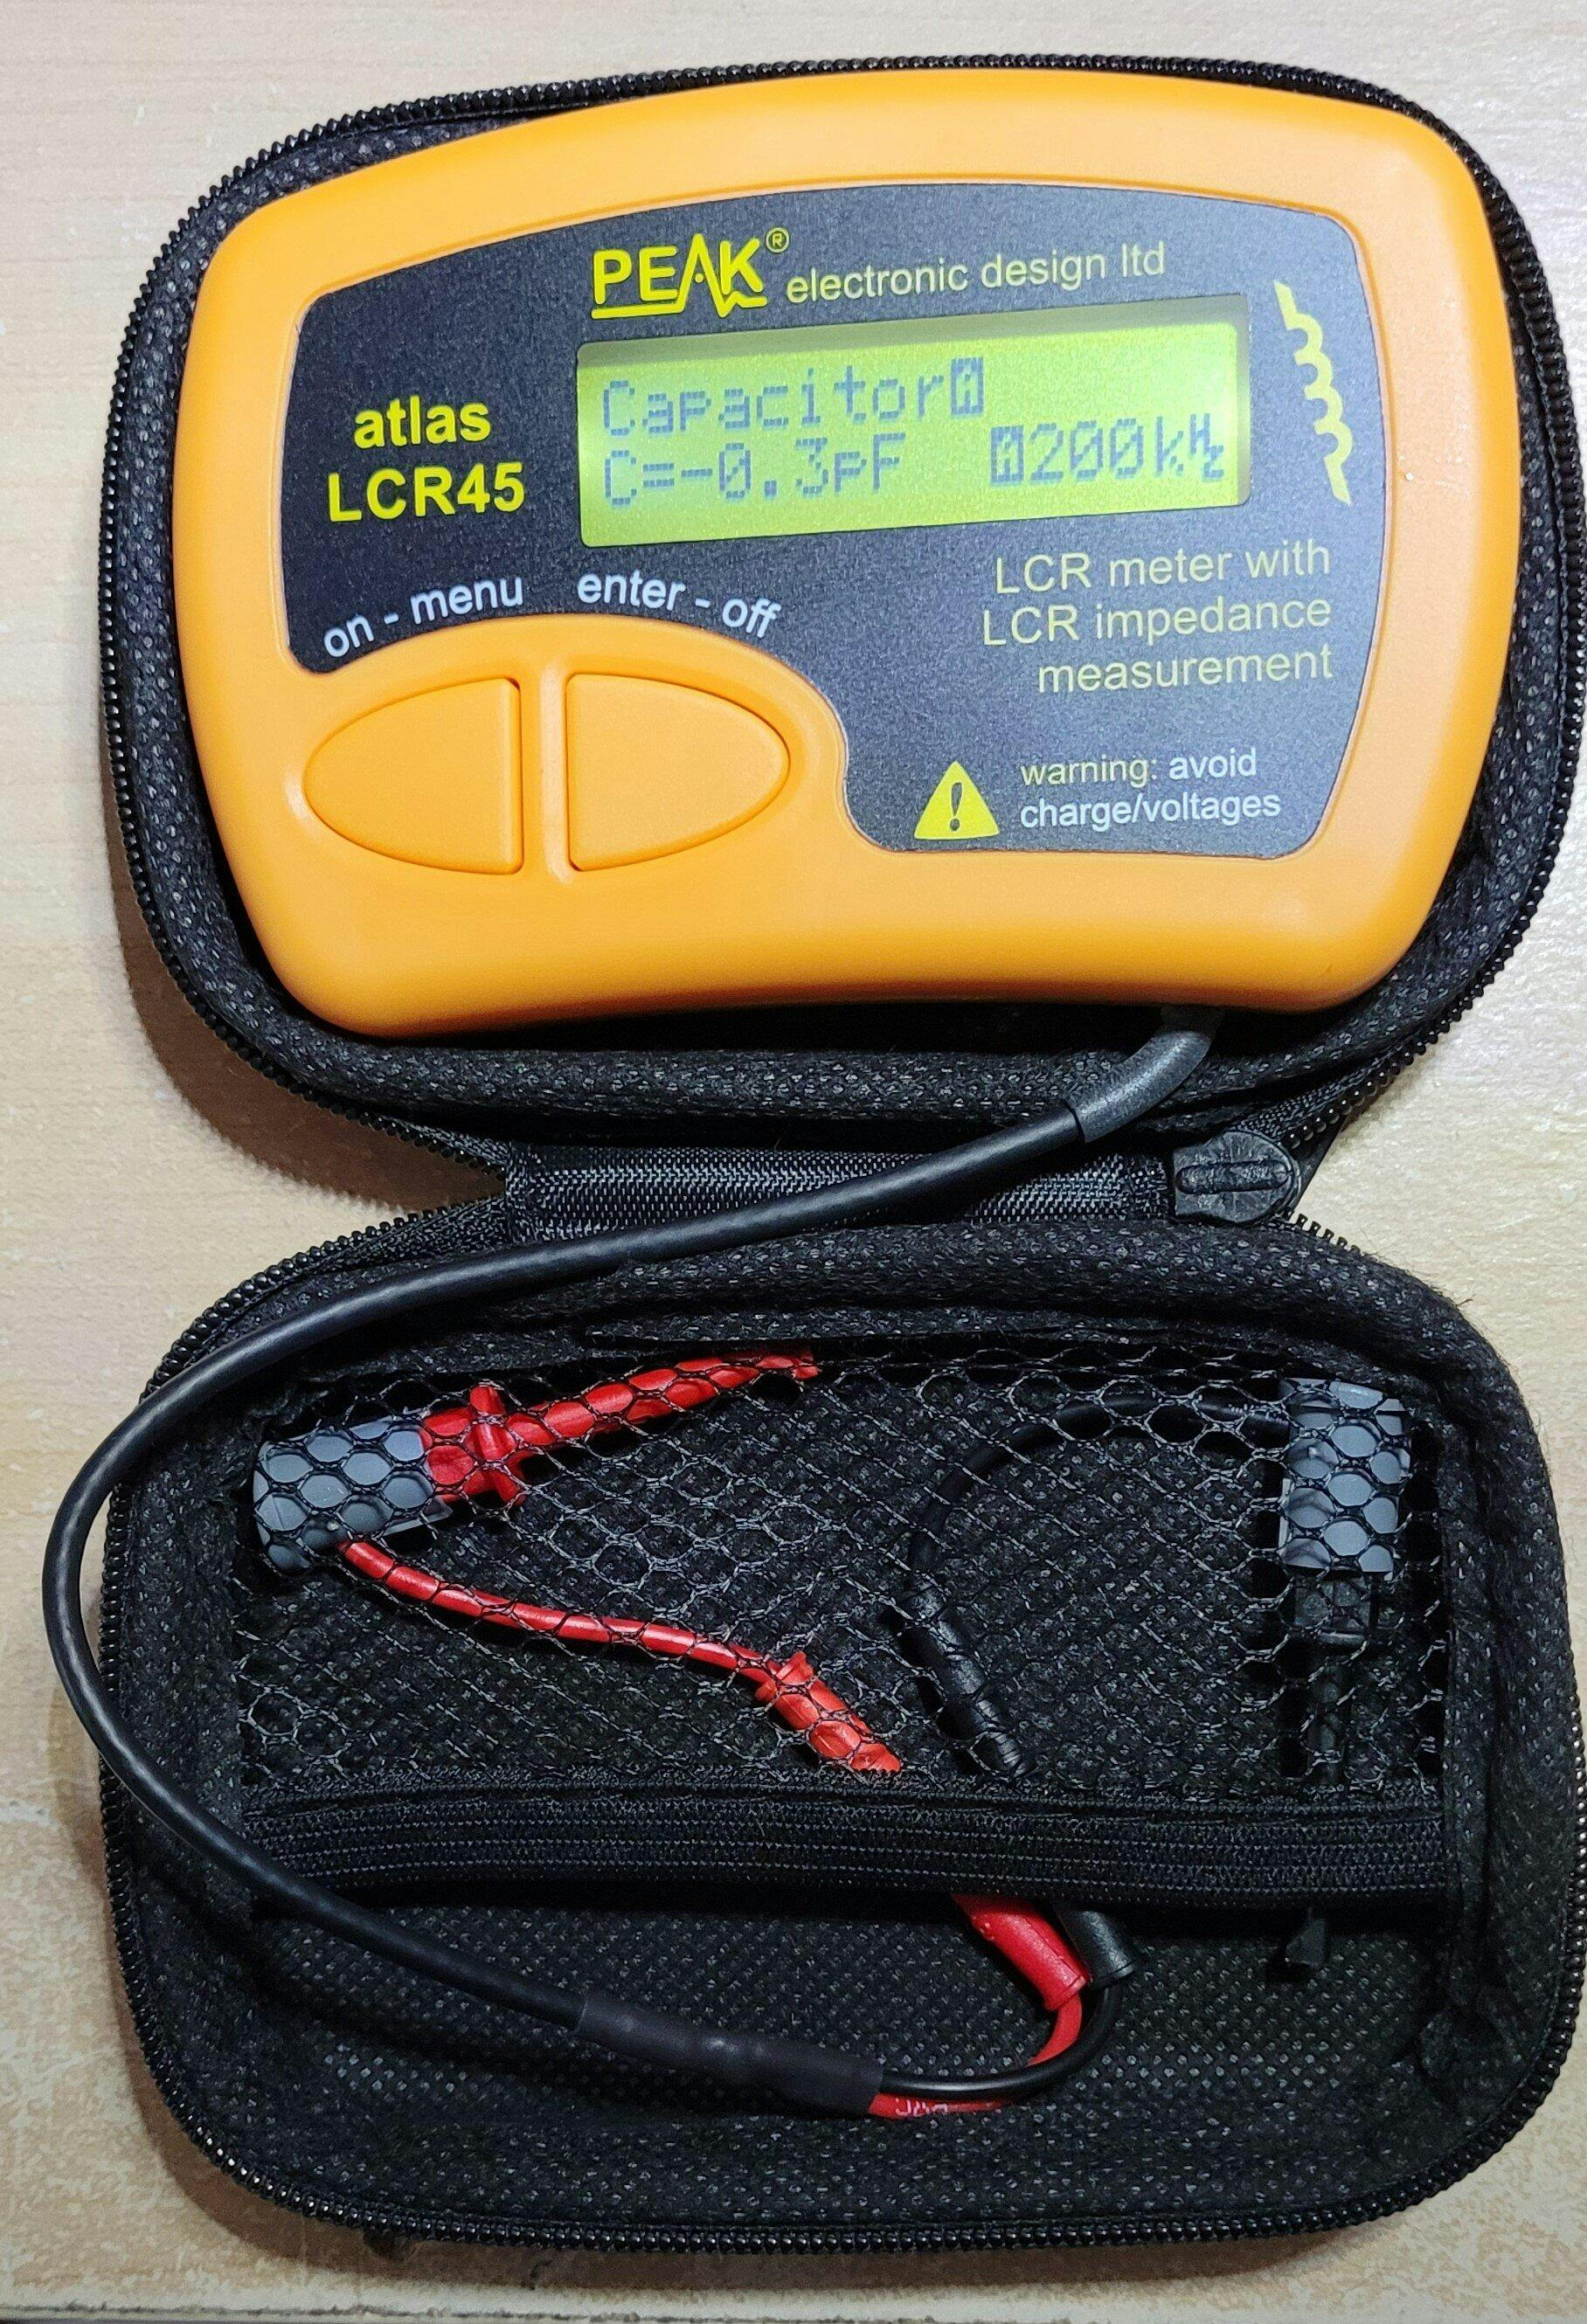 PEAK® electronic design ltd
atlas
LCR45
Capacitor
C=-0.3pF 200kHz
on - menu enter - off
LCR meter with
LCR impedance
measurement
warning: avoid
charge/voltages